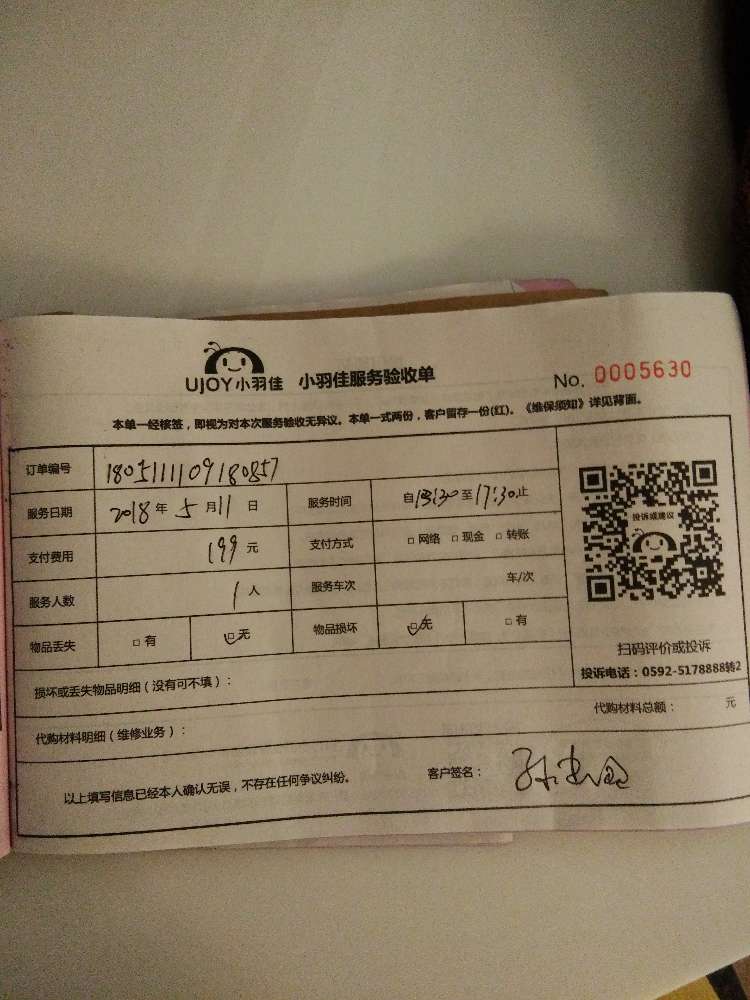 UJOY小羽佳 小羽佳服务验收单 No. 0005630
本单一经核签，即视为对本次服务验收无异议。本单一式两份，客户留存一份(红)。《维保须知》详见背面。
订单编号 1805111109180857
服务日期 2018年5月11日 服务时间 自13:30至17:30止
支付费用 199元 支付方式 □网络 □现金 □转账
服务人数 1人 服务车次 车/次
物品丢失 □有 □无 物品损坏 □无 □有
投诉或建议
扫码评价或投诉
投诉电话：0592-5178888转2
损坏或丢失物品明细（没有可不填）：
代购材料明细（维修业务）： 代购材料总额： 元
以上填写信息已经本人确认无误，不存在任何争议纠纷。 客户签名：